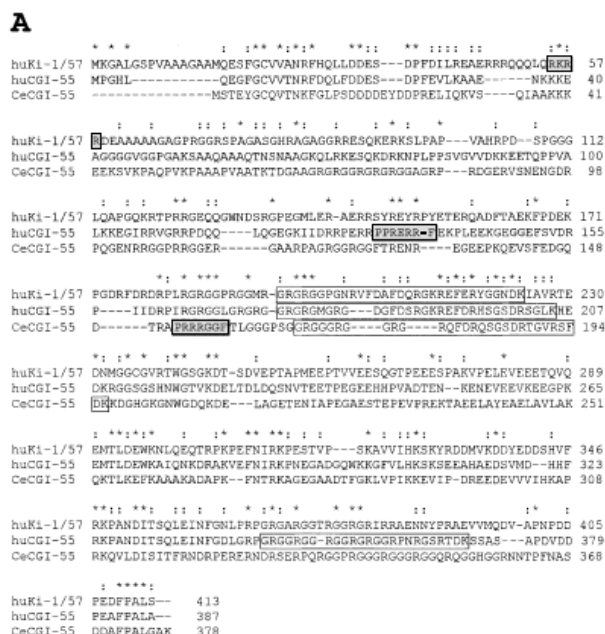 A
huKi-1/57 MKGALGSPVAAAGAAMQESFGCVVANRFHQLLDDESD---DPFDILREAERRRQQQLQRKR 57
huCGI-55 MPGHL----------QEGFGCVVTNRFDQLFDDESD---DPFEVLKAAE------NKKKE 40
CeCGI-55 ------------MSTEYGCQVTNKFGLPSDDDDEYDDPRELIQKVS-----QIAAKKK 41
huKi-1/57 RDEAAAAAGAGPRGGRSPAGASGHRAGAGGRRESQKERKSLPAP---VAHRPD--SPGGG 112
huCGI-55 AGGGGVGGPGAKSAAQAAAQTNSNAAGKQLRKESQKDRKNPLPPSVGVVDKKEETQPPVA 100
CeCGI-55 EEKSVKPAQPVKPAAAPVAATKTDGAAGRGRGGRGRGRGGAGRP---RDGERVSNENGDR 98
huKi-1/57 LQAPGQKRTPRRGEQQGWNDSRGPEGMLER-AERRSYREYRPYETERQADFTAEKFPDEK 171
huCGI-55 LKKEGIRRVGRRPDQQ----LQGEGKIIDRRPERRPPRERR-FEKPLEEKGEGGEFSVDR 155
CeCGI-55 PQGENRRGGPRRGGER----GAARPAGRGGRGGFTRENR---EGEEPKQEVSFEDGQ 148
huKi-1/57 PGDRFDRDRPLRGRGGPRGGMR-GRGRGGPGNRVFDAFDQRGKREFERYGGNDKIAVRTE 230
huCGI-55 P----IIDRPIRGRGGLGRGRG-GRGRGMGRG--DGFDSRGKREFDRHSGSDRSGLKHE 207
CeCGI-55 D------TRAPRRRGGFTLGGGPSGGRGGGRG----GRG---RQFDRQSGSDRTGVRSF 194
huKi-1/57 DNMGGCGVRTWGSGKDT-SDVEPTAPMEEPTVVEESQGTPEEESPAKVPELEVEEETQVQ 289
huCGI-55 DKRGGSGSHNWGTVKDELTDLDQSNVTEETPEGEEHHPVADTEN-KENEVEEVKEEGPK 265
CeCGI-55 DKKDGHGKGNWGDQKDE--LAGETENIAPEGAESTEPEVPREKTAEELAYEAELAVLAK 251
huKi-1/57 EMTLDEWKNLQEQTRPKPEFNIRKPESTVP---SKAVVIHKSKYRDDMVKDDYEDDSHVF 346
huCGI-55 EMTLDEWKAIQNKDRAKVEFNIRKPNEGADGQWKKGFVLHKSKSEEAHAEDSVMD--HHF 323
CeCGI-55 QKTLKEFKAAAKADAPK--FNTRKAGEGAADTFGKLVPIKKEVIP-DREEDEVVVIHKAP 308
huKi-1/57 RKPANDITSQLEINFGNLPRPGRGARGGTRGGRGRIRRAENNYPRAEVVMQDV-APNPDD 405
huCGI-55 RKPANDITSQLEINFGDLGRPGRGGRGG-RGGRGRGGRPNRGSRTDKSSAS--APDVDD 379
CeCGI-55 RKQVLDISITFRNDRPERERNDRSERPQRGGPRGGGRGGGRGGQRQGGHGGRNNTPFNAS 368
huKi-1/57 PEDFPALS-- 413
huCGI-55 PEAFPALA-- 387
CeCGI-55 DDAFPALGAK 378